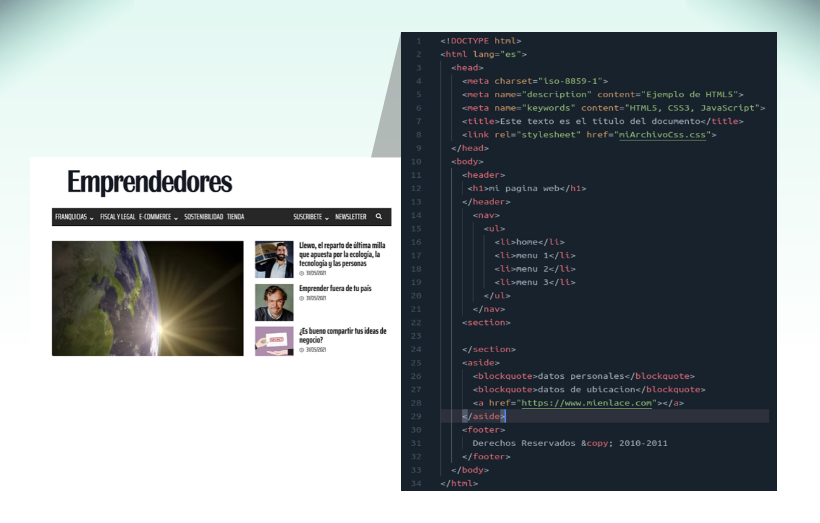 Emprendedores
FRANQUICIAS FISCAL Y LEGAL E-COMMERCE SOSTENIBILIDAD TIENDA SUSCRIBETE NEWSLETTER
Llewo, el reparto de última milla
que apuesta por la ecología, la
tecnología y las personas
31/05/2021
Emprender fuera de tu país
31/05/2021
¿Es bueno compartir tus ideas de
negocio?
31/05/2021
1 <!DOCTYPE html>
2 <html lang="es">
3 <head>
4 <meta charset="iso-8859-1">
5 <meta name="description" content="Ejemplo de HTML5">
6 <meta name="keywords" content="HTML5, CSS3, JavaScript">
7 <title>Este texto es el título del documento</title>
8 <link rel="stylesheet" href="miArchivoCss.css">
9 </head>
10 <body>
11 <header>
12 <h1>mi pagina web</h1>
13 </header>
14 <nav>
15 <ul>
16 <li>home</li>
17 <li>menu 1</li>
18 <li>menu 2</li>
19 <li>menu 3</li>
20 </ul>
21 </nav>
22 <section>
23
24 </section>
25 <aside>
26 <blockquote>datos personales</blockquote>
27 <blockquote>datos de ubicacion</blockquote>
28 <a href="https://www.mienlace.com"></a>
29 </aside>
30 <footer>
31 Derechos Reservados &copy; 2010-2011
32 </footer>
33 </body>
34 </html>